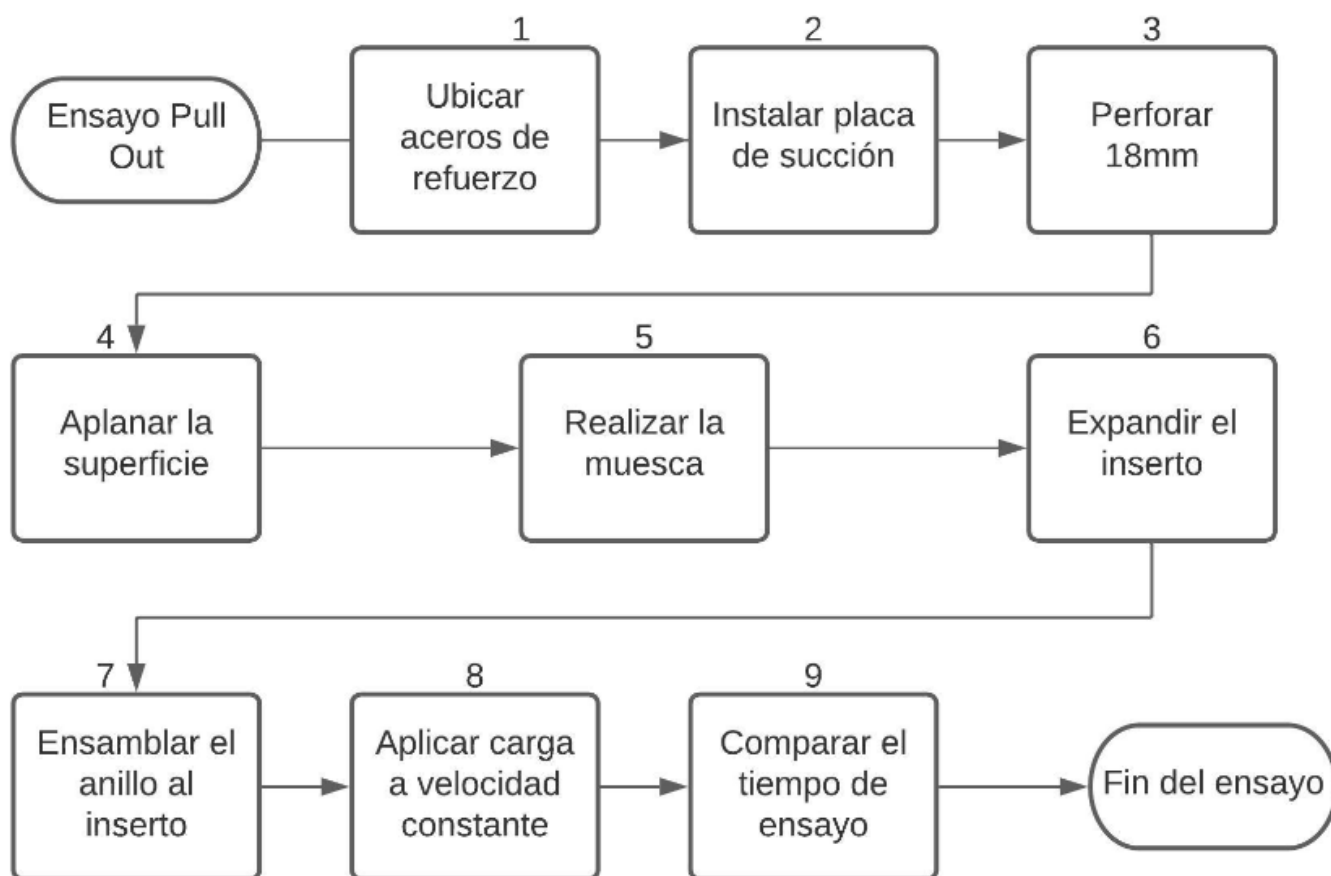 1
2
3
Ensayo Pull
Out
Ubicar
aceros de
refuerzo
Instalar placa
de succión
Perforar
18mm
4
5
6
Aplanar la
superficie
Realizar la
muesca
Expandir el
inserto
7
8
9
Ensamblar el
anillo al
inserto
Aplicar carga
a velocidad
constante
Comparar el
tiempo de
ensayo
Fin del ensayo